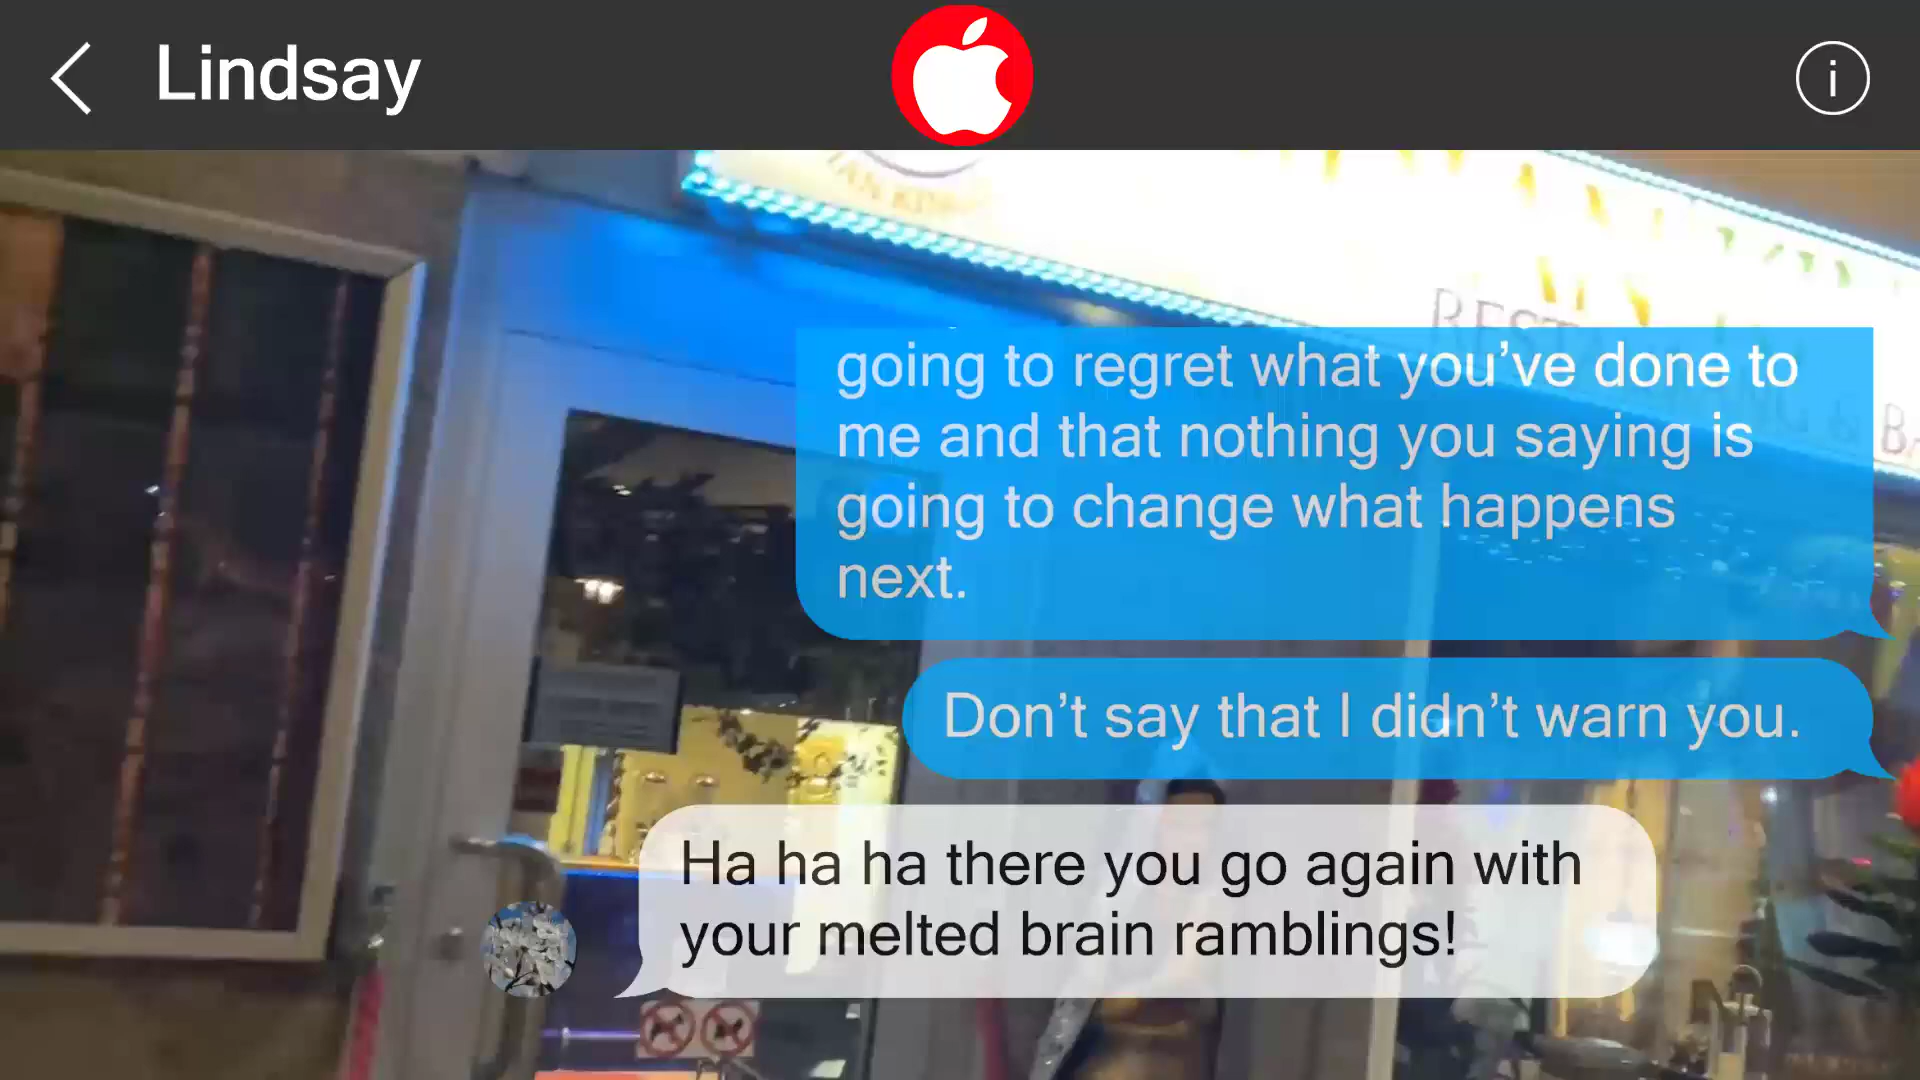 Lindsay
going to regret what you’ve done to
me and that nothing you saying is
going to change what happens
next.
Don’t say that I didn’t warn you.
Ha ha ha there you go again with
your melted brain ramblings!